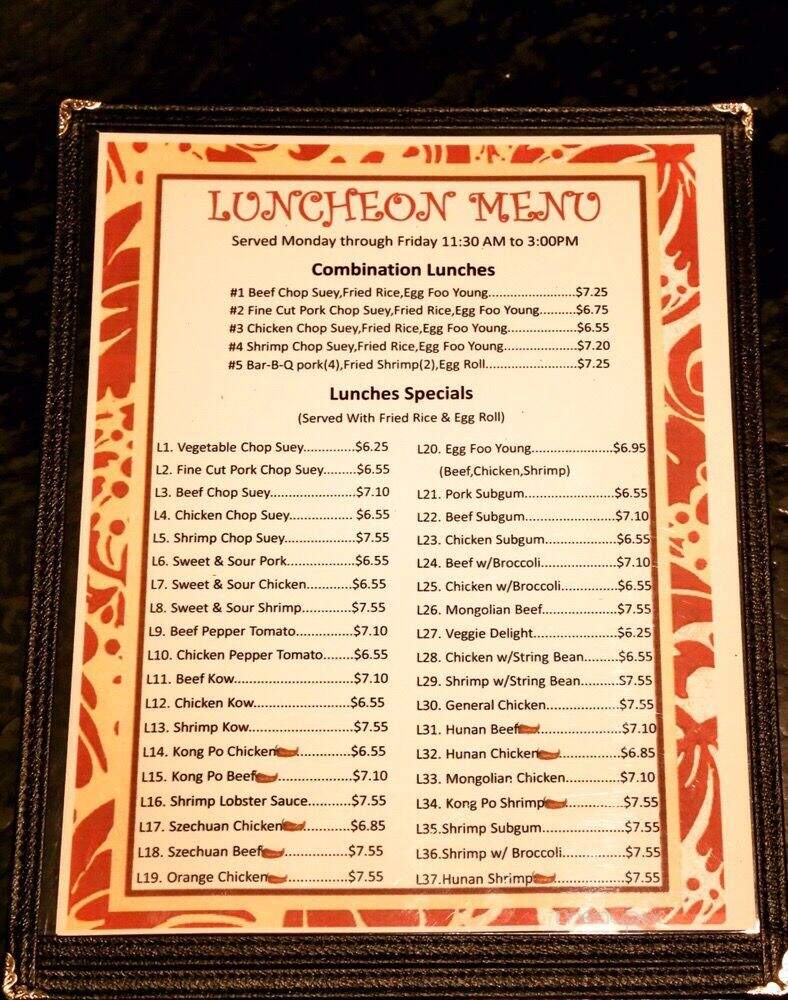 LUNCHEON MENU
Served Monday through Friday 11:30 AM to 3:00PM
Combination Lunches
#1 Beef Chop Suey,Fried Rice,Egg Foo Young.......................$7.25
#2 Fine Cut Pork Chop Suey,Fried Rice,Egg Foo Young..........$6.75
#3 Chicken Chop Suey,Fried Rice,Egg Foo Young..................$6.55
#4 Shrimp Chop Suey,Fried Rice,Egg Foo Young...................$7.20
#5 Bar-B-Q pork(4),Fried Shrimp(2),Egg Roll........................$7.25
Lunches Specials
(Served With Fried Rice & Egg Roll)
L1. Vegetable Chop Suey.............$6.25
L2. Fine Cut Pork Chop Suey.........$6.55
L3. Beef Chop Suey......................$7.10
L4. Chicken Chop Suey................ $6.55
L5. Shrimp Chop Suey..................$7.55
L6. Sweet & Sour Pork.................$6.55
L7. Sweet & Sour Chicken............$6.55
L8. Sweet & Sour Shrimp.............$7.55
L9. Beef Pepper Tomato...............$7.10
L10. Chicken Pepper Tomato........$6.55
L11. Beef Kow..............................$7.10
L12. Chicken Kow........................$6.55
L13. Shrimp Kow..........................$7.55
L14. Kong Po Chicken.............$6.55
L15. Kong Po Beef...................$7.10
L16. Shrimp Lobster Sauce...........$7.55
L17. Szechuan Chicken...........$6.85
L18. Szechuan Beef................$7.55
L19. Orange Chicken...............$7.55
L20. Egg Foo Young.....................$6.95
(Beef,Chicken,Shrimp)
L21. Pork Subgum.......................$6.55
L22. Beef Subgum.......................$7.10
L23. Chicken Subgum..................$6.55
L24. Beef w/Broccoli...................$7.10
L25. Chicken w/Broccoli..............$6.55
L26. Mongolian Beef...................$7.55
L27. Veggie Delight.....................$6.25
L28. Chicken w/String Bean.........$6.55
L29. Shrimp w/String Bean..........$7.55
L30. General Chicken..................$7.55
L31. Hunan Beef.....................$7.10
L32. Hunan Chicken...............$6.85
L33. Mongolian Chicken..............$7.10
L34. Kong Po Shrimp...............$7.55
L35.Shrimp Subgum.....................$7.55
L36.Shrimp w/ Broccoli................$7.55
L37.Hunan Shrimp..................$7.55